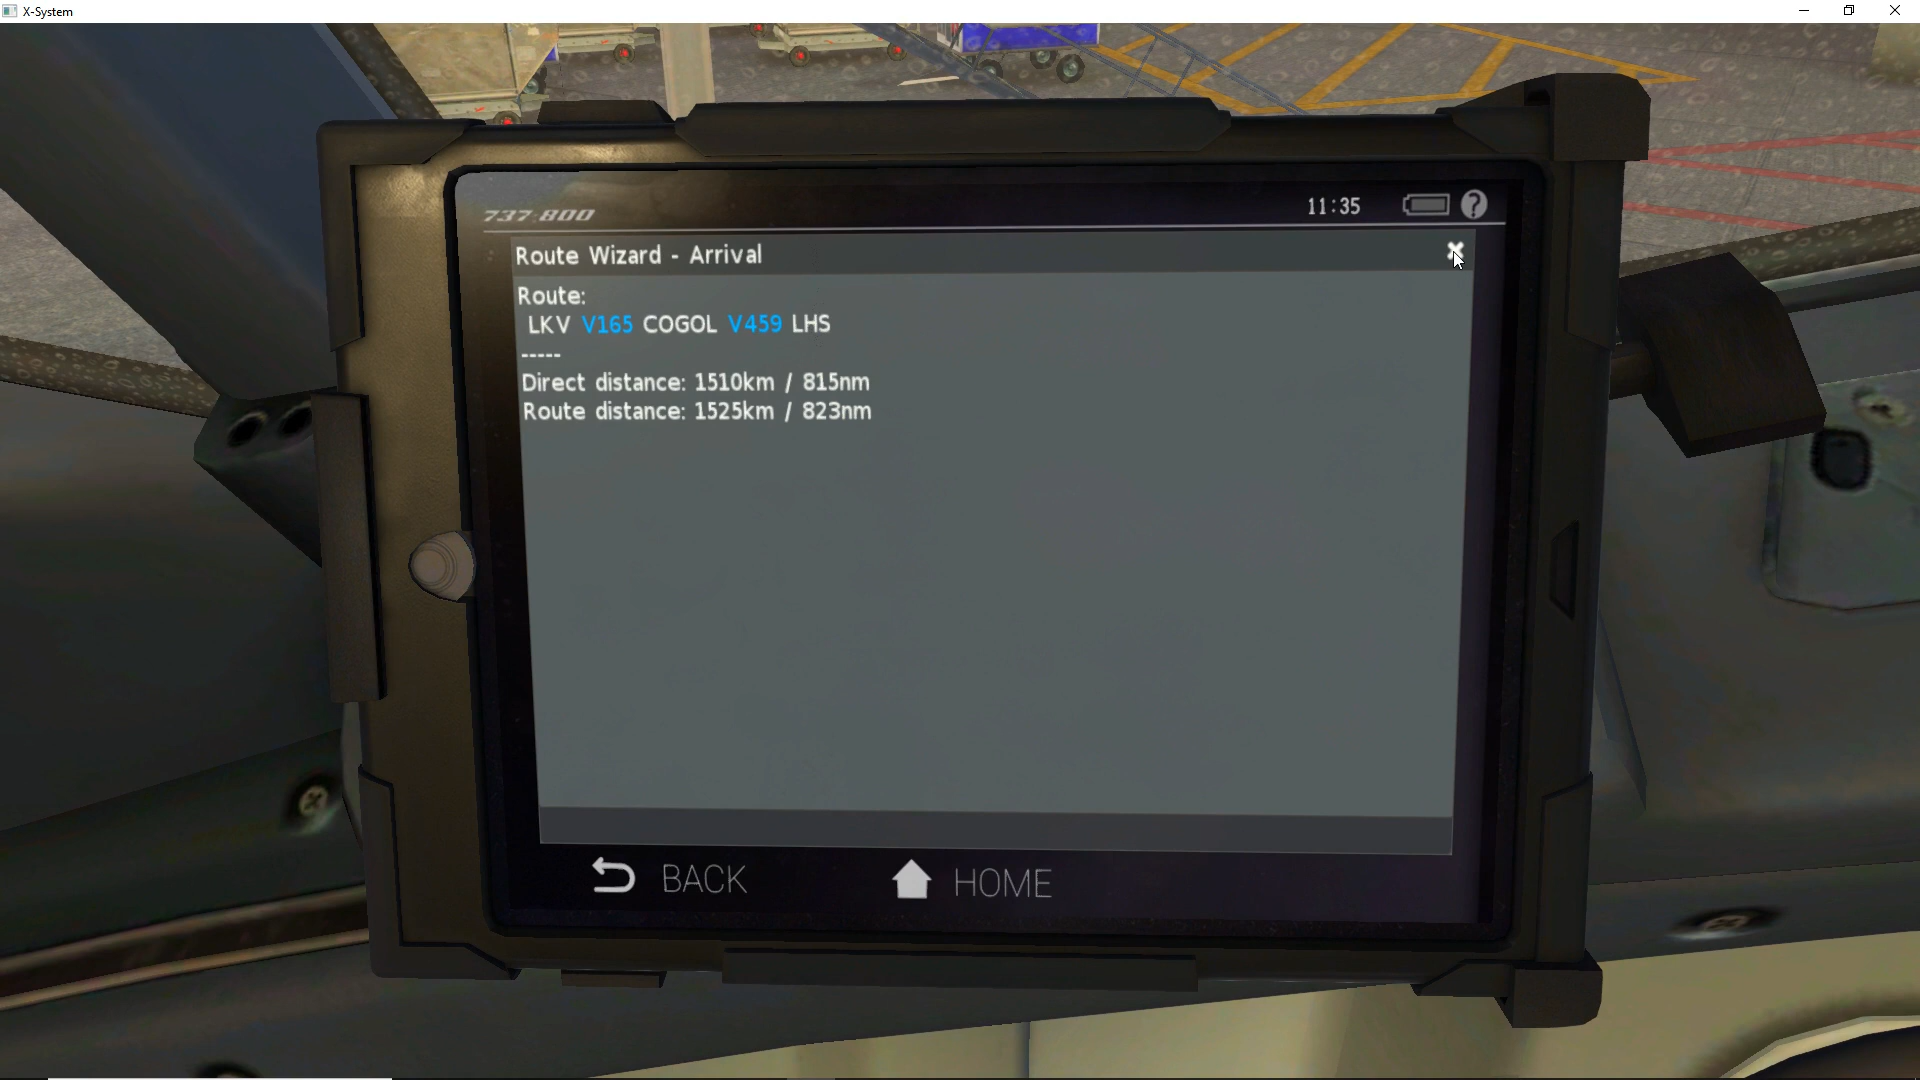 X-System
737-800
11:35
Route Wizard - Arrival
Route:
LKV V165 COGOL V459 LHS
-----
Direct distance: 1510km / 815nm
Route distance: 1525km / 823nm
BACK
HOME